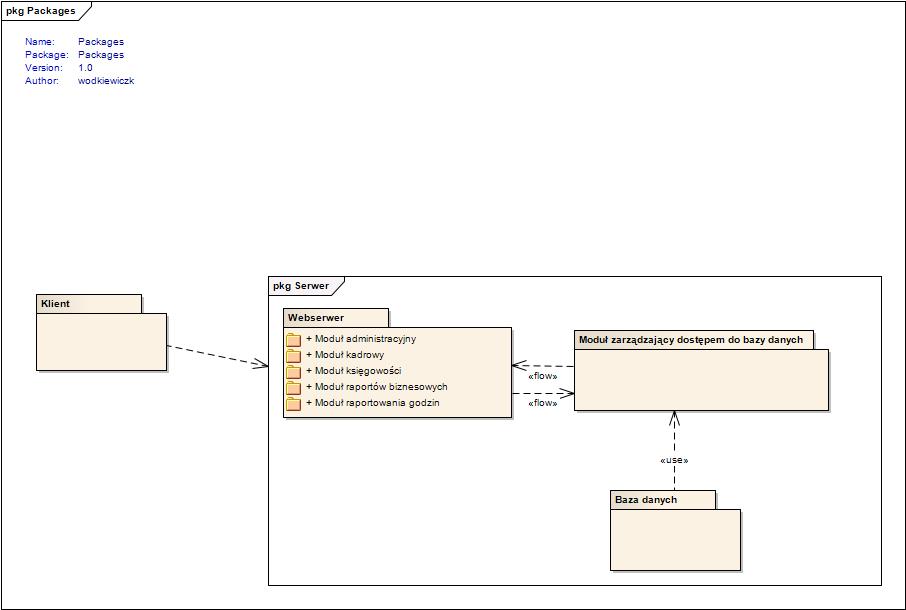 pkg Packages
Name: Packages
Package: Packages
Version: 1.0
Author: wodkiewiczk
pkg Serwer
Klient
Webserwer
+ Moduł administracyjny
+ Moduł kadrowy
+ Moduł księgowości
+ Moduł raportów biznesowych
+ Moduł raportowania godzin
Moduł zarządzający dostępem do bazy danych
«flow»
«flow»
«use»
Baza danych